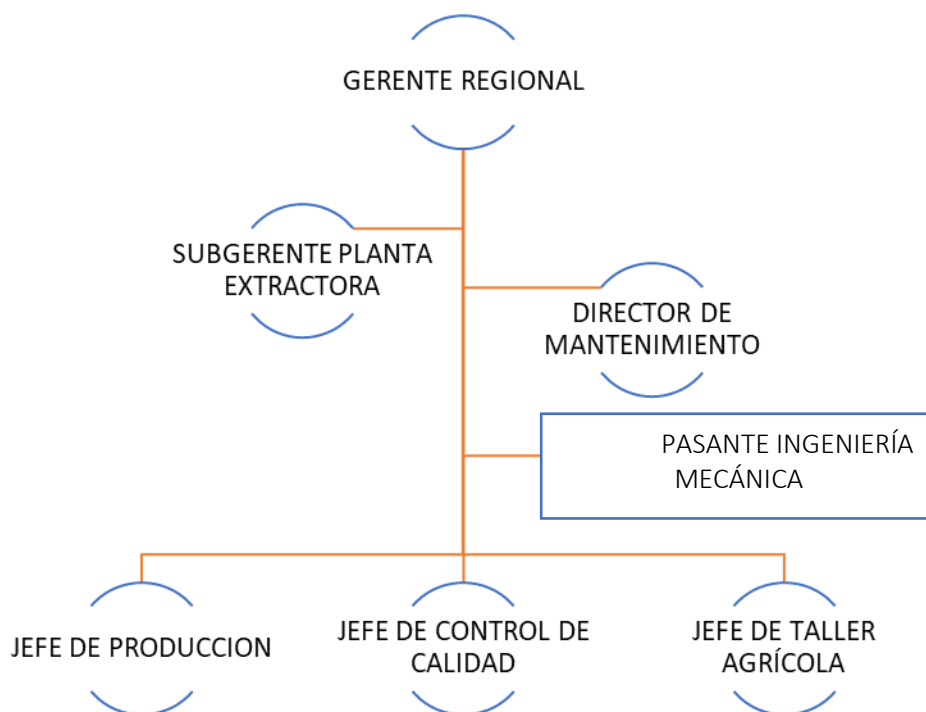 GERENTE REGIONAL
SUBGERENTE PLANTA
EXTRACTORA
DIRECTOR DE
MANTENIMIENTO
PASANTE INGENIERÍA
MECÁNICA
JEFE DE PRODUCCION
JEFE DE CONTROL DE
CALIDAD
JEFE DE TALLER
AGRÍCOLA